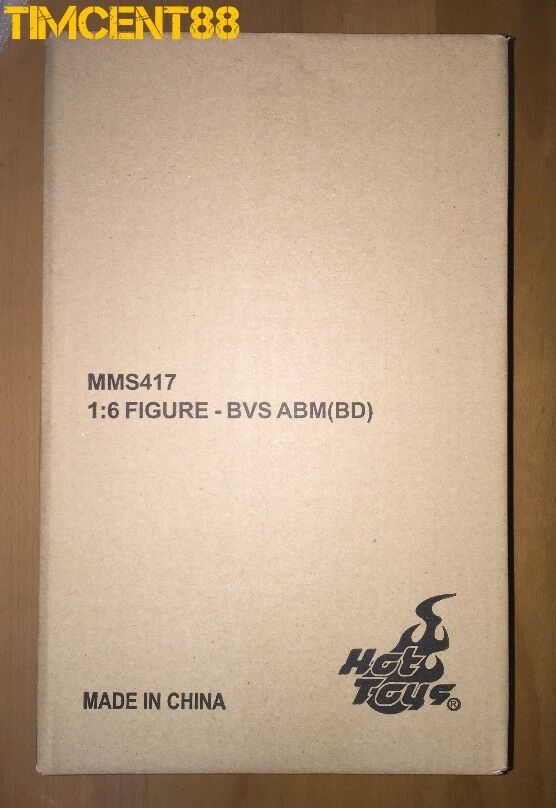 TIMCENT88
MMS417
1:6 FIGURE - BVS ABM(BD)
Hot
Toys®
MADE IN CHINA